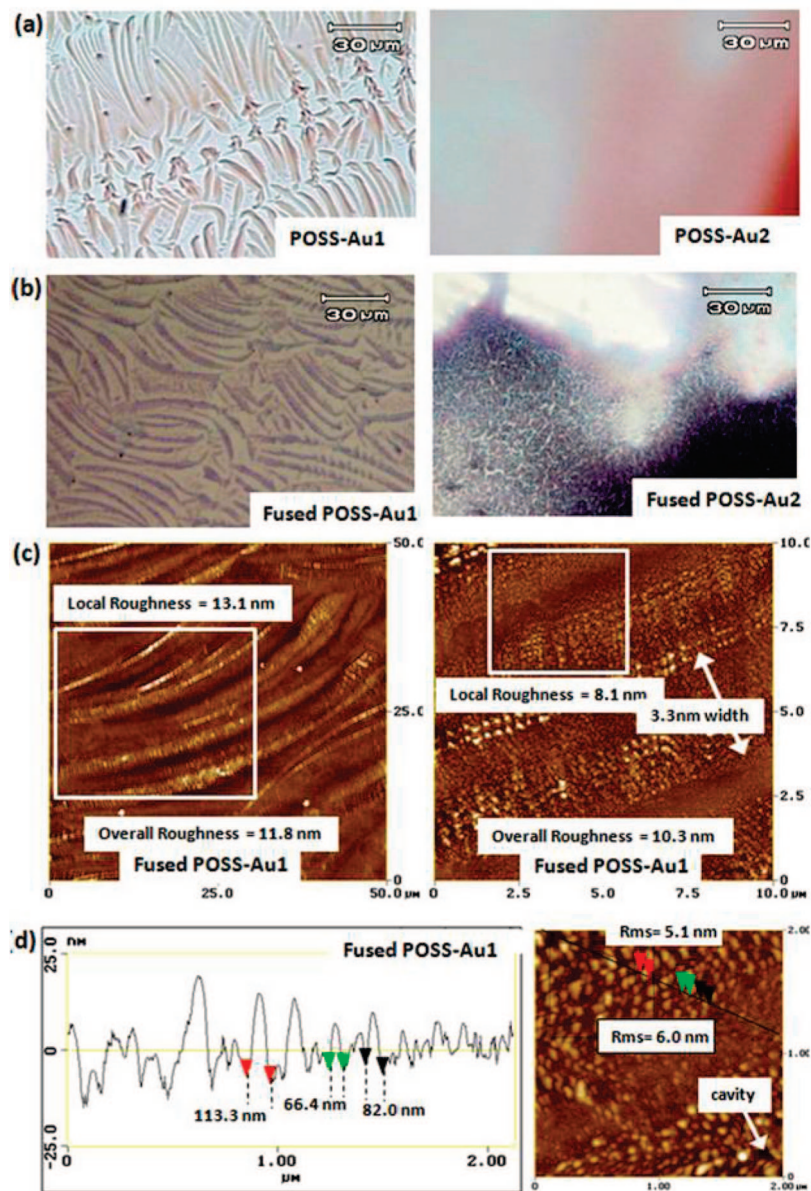 (a)
30 µm
30 µm
POSS-Au1
POSS-Au2
(b)
30 µm
30 µm
Fused POSS-Au1
Fused POSS-Au2
(c)
50.0
Local Roughness = 13.1 nm
25.0
Overall Roughness = 11.8 nm
Fused POSS-Au1
0
0
25.0
50.0 µm
10.0
7.5
Local Roughness = 8.1 nm
3.3nm width
5.0
2.5
Overall Roughness = 10.3 nm
Fused POSS-Au1
0
0
2.5
5.0
7.5
10.0 µm
(d)
nm
Fused POSS-Au1
25.0
0
-25.0
113.3 nm
66.4nm
82.0 nm
0
1.00
2.00
µm
2.00
Rms= 5.1 nm
1.00
Rms= 6.0 nm
cavity
0
0
1.00
2.00
µm